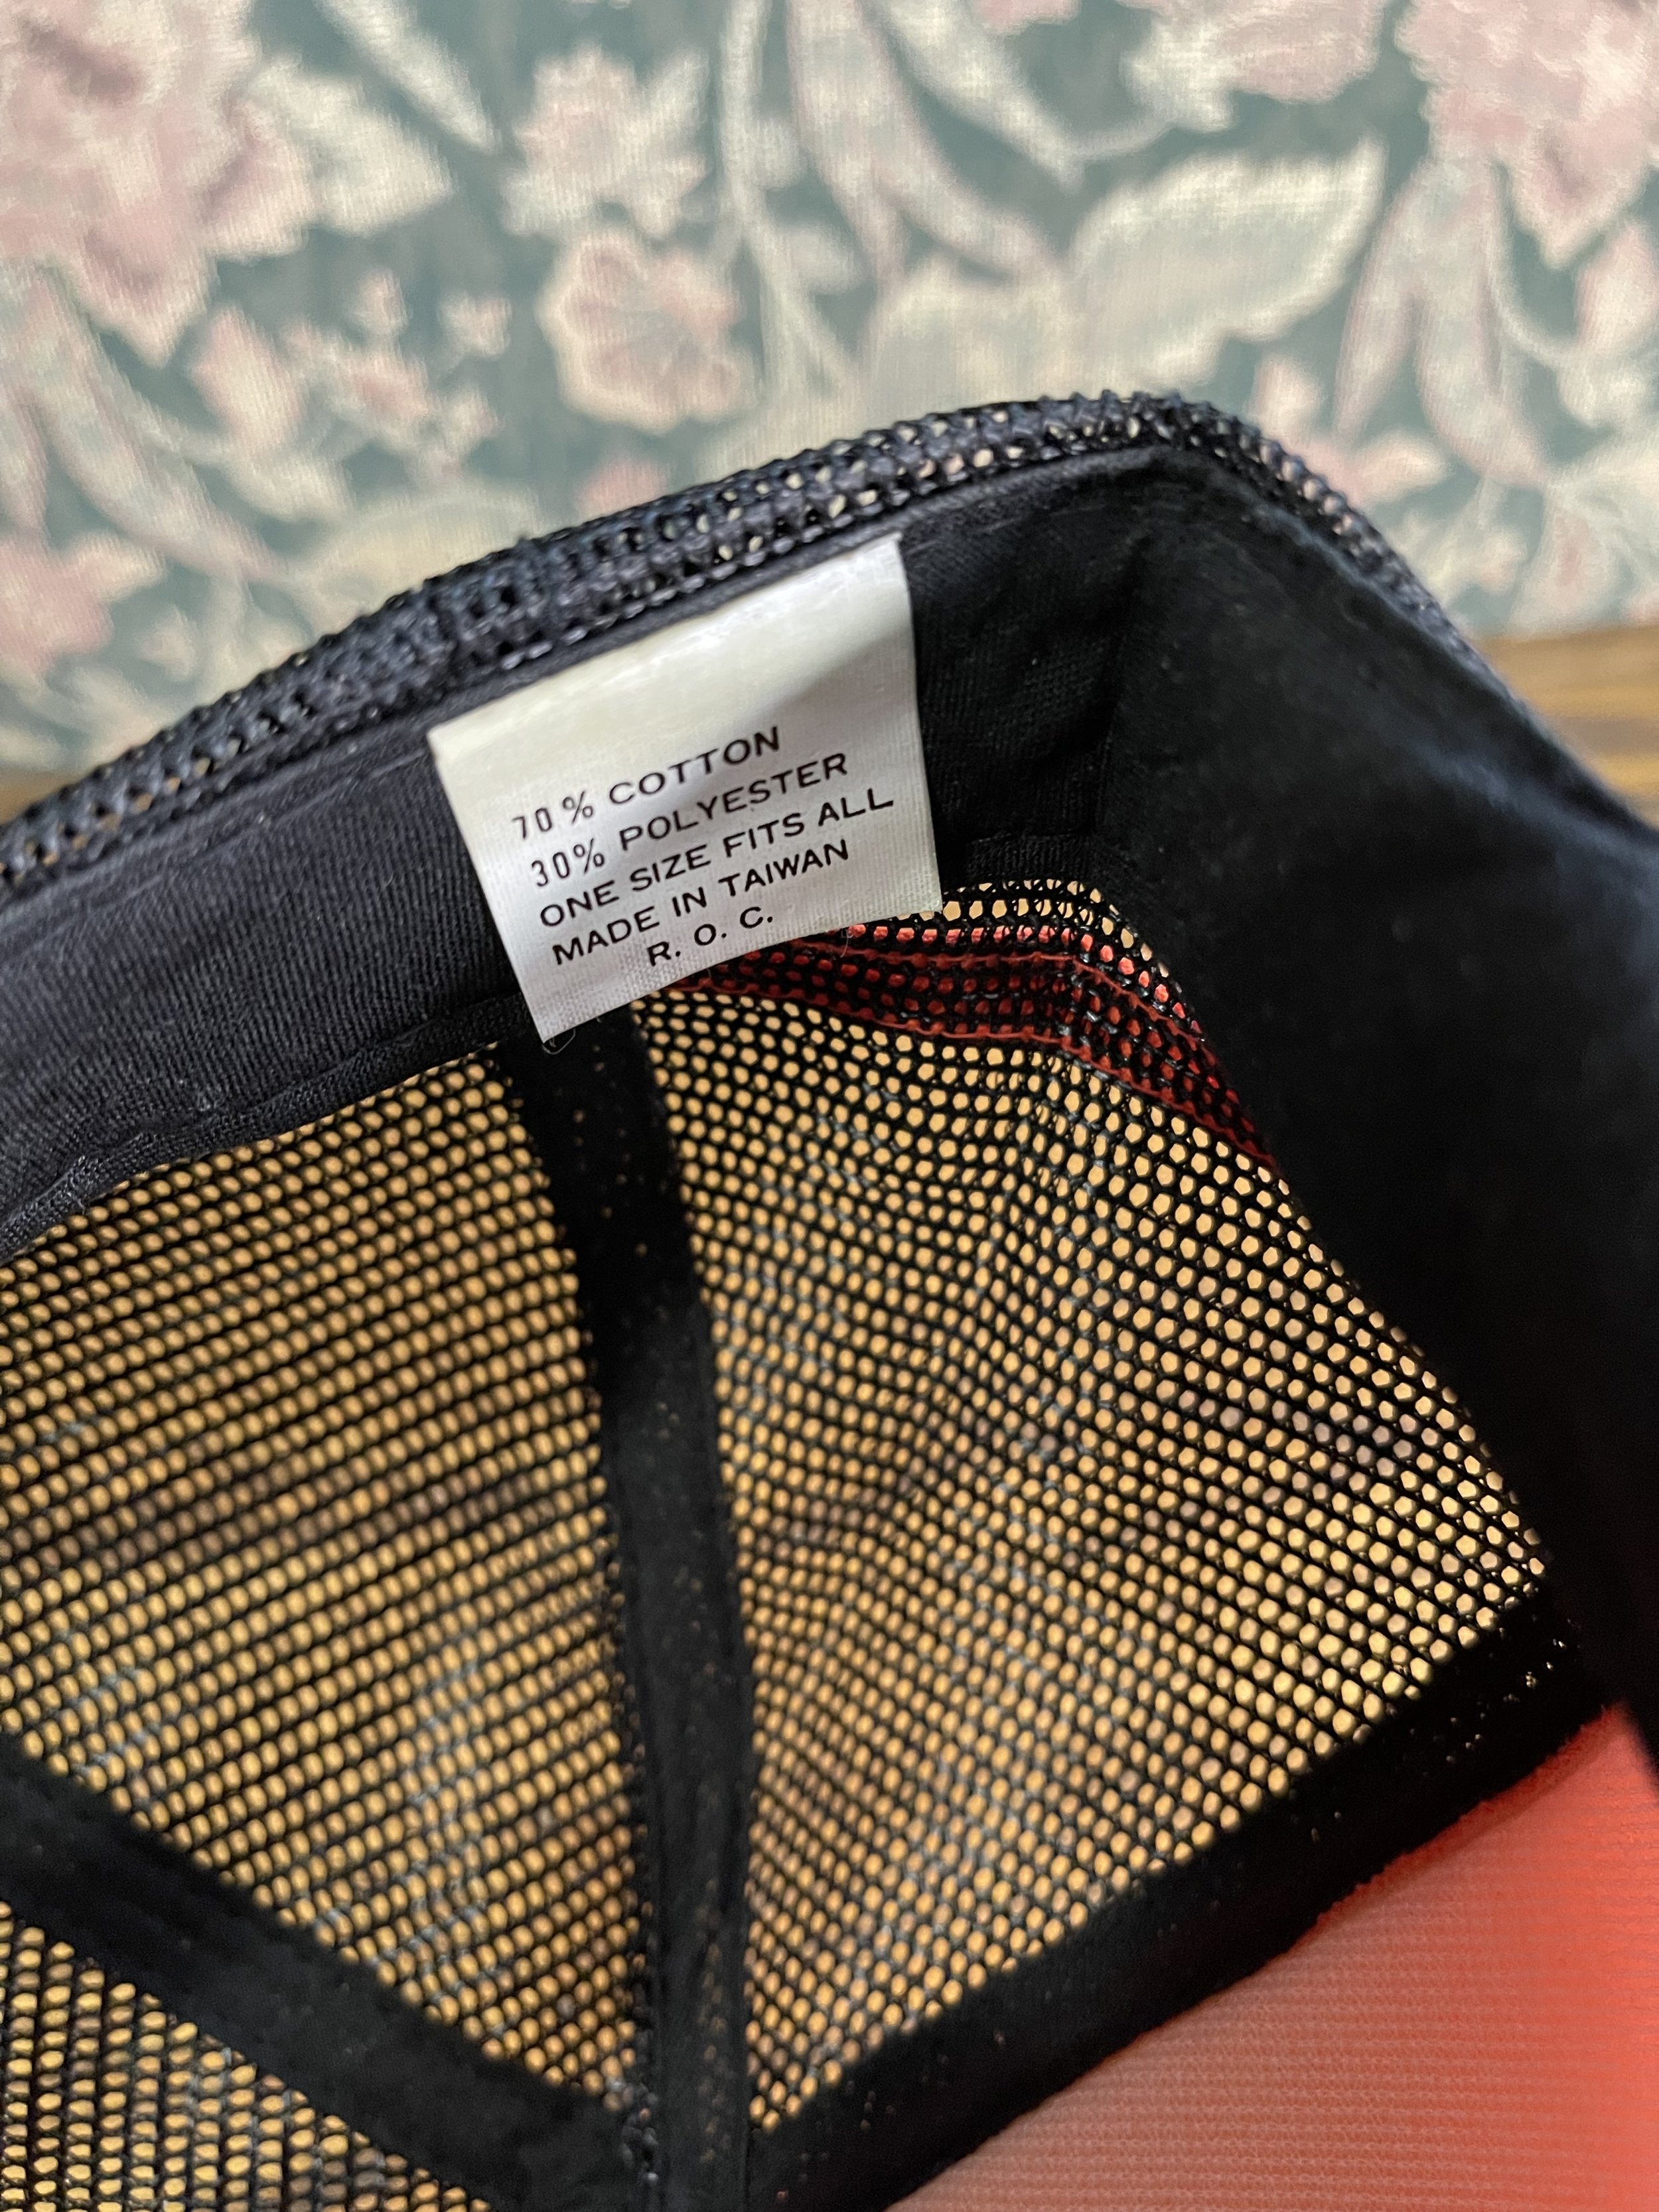 70% COTTON
30% POLYESTER
ONE SIZE FITS ALL
MADE IN TAIWAN
R. O. C.